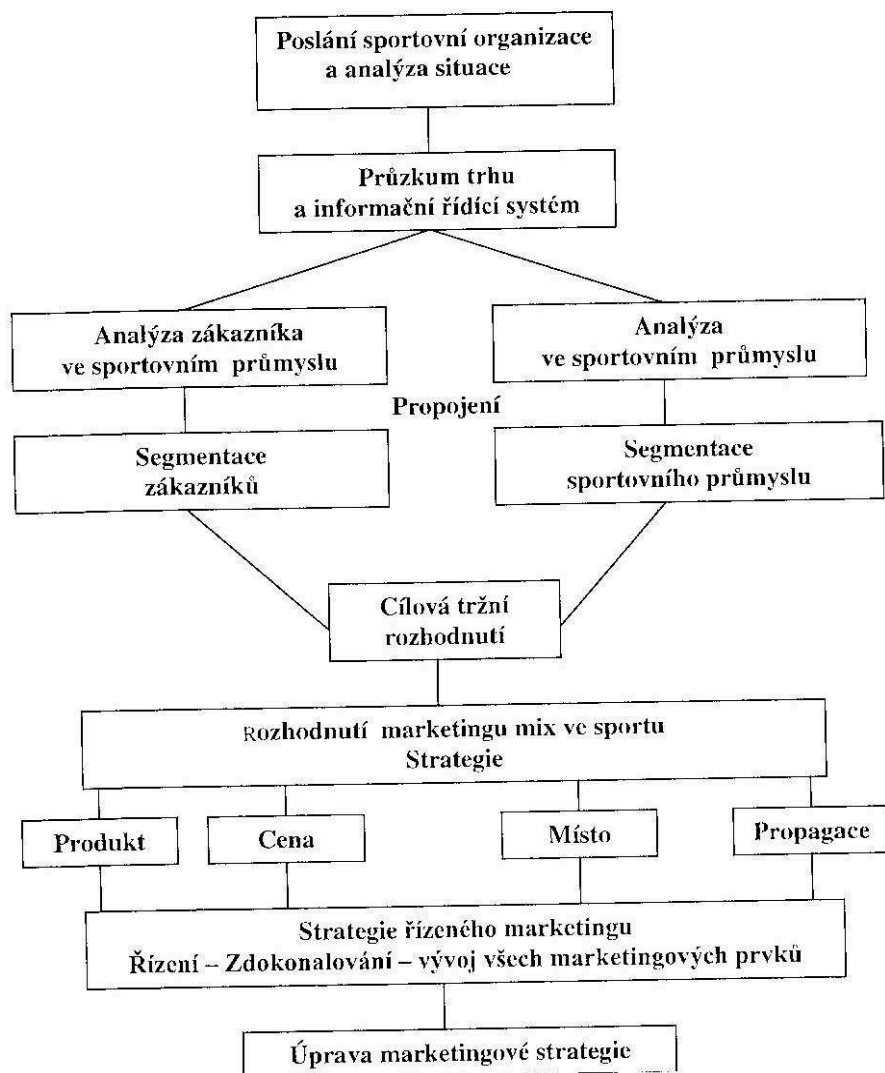 Poslání sportovní organizace
a analýza situace
Průzkum trhu
a informační řídící systém
Analýza zákazníka
ve sportovním průmyslu
Analýza
ve sportovním průmyslu
Propojení
Segmentace
zákazníků
Segmentace
sportovního průmyslu
Cílová tržní
rozhodnutí
Rozhodnutí marketingu mix ve sportu
Strategie
Produkt
Cena
Místo
Propagace
Strategie řízeného marketingu
Řízení – Zdokonalování – vývoj všech marketingových prvků
Úprava marketingové strategie